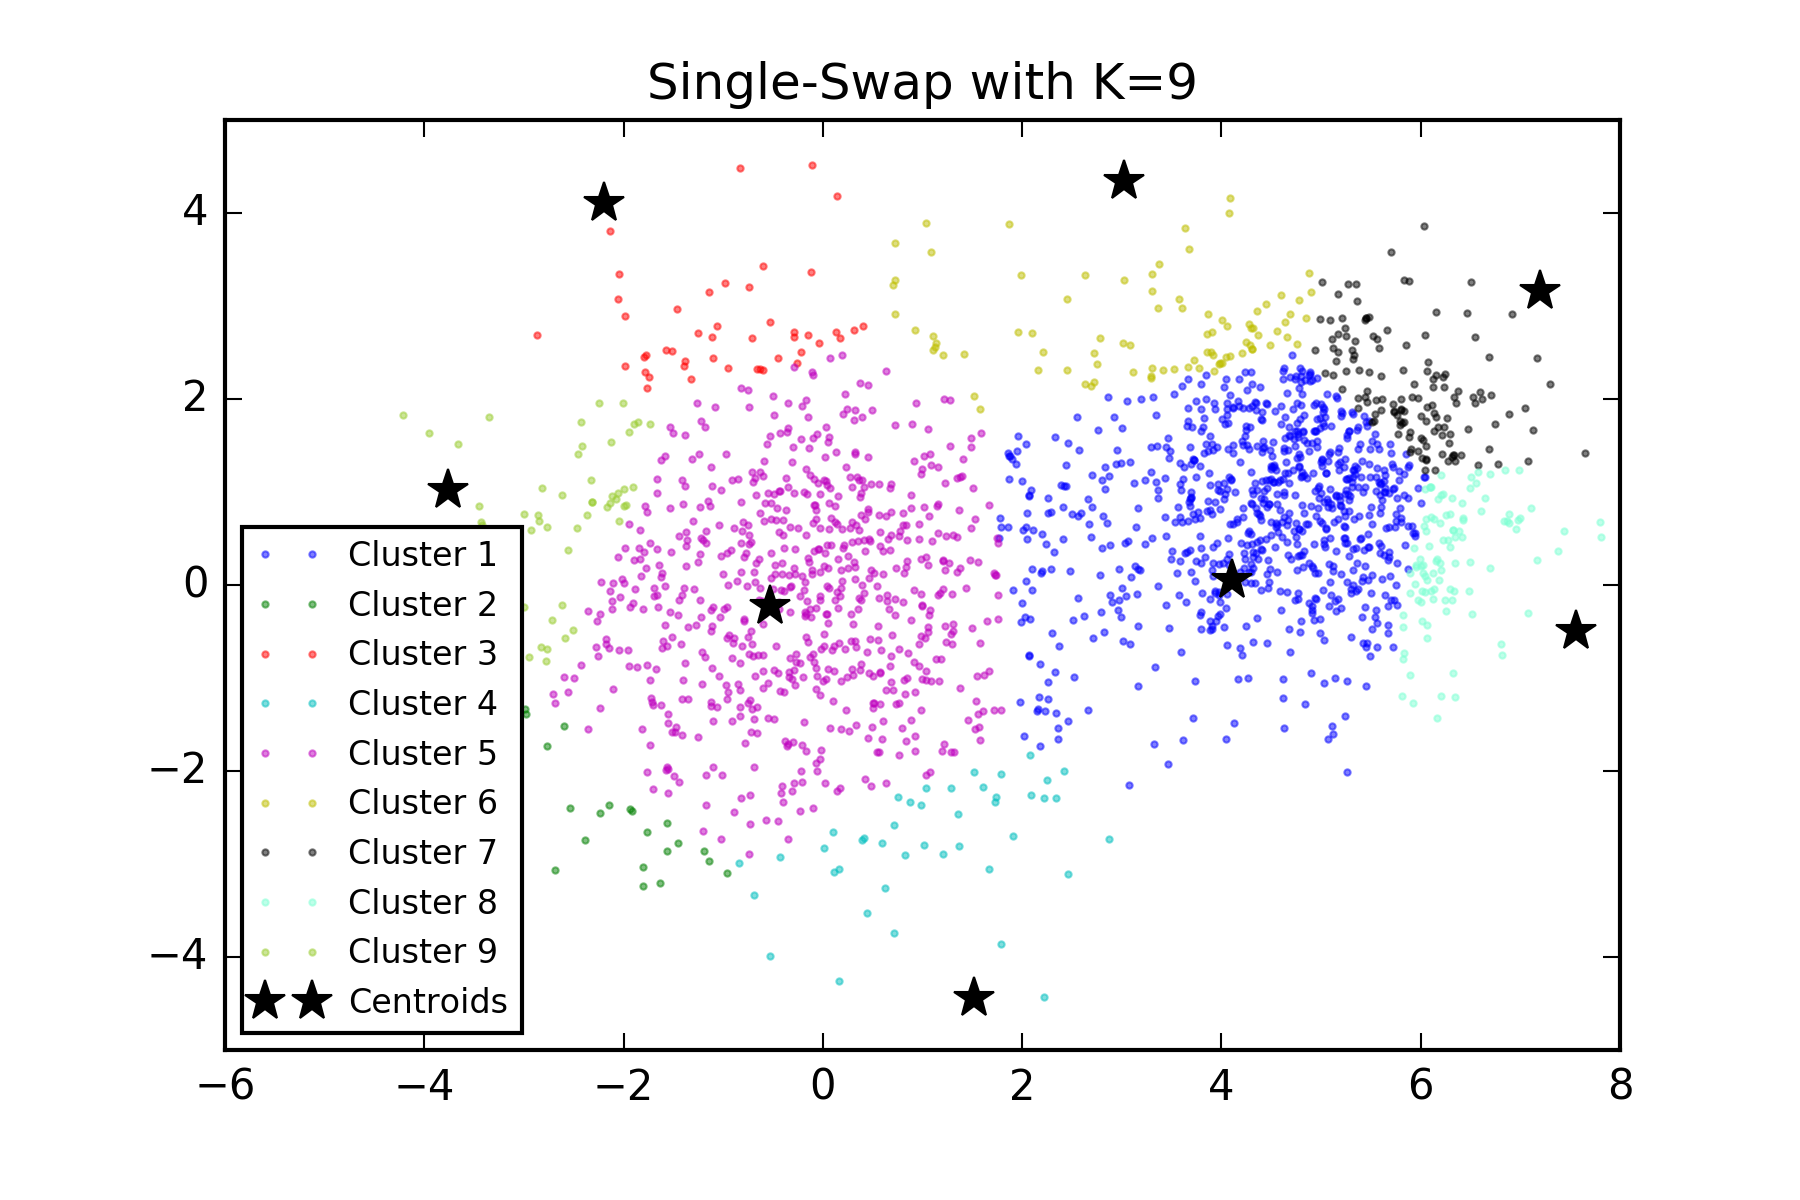 Single-Swap with K=9
4
2
0
−2
−4
Cluster 1
Cluster 2
Cluster 3
Cluster 4
Cluster 5
Cluster 6
Cluster 7
Cluster 8
Cluster 9
Centroids
−6 −4 −2 0 2 4 6 8